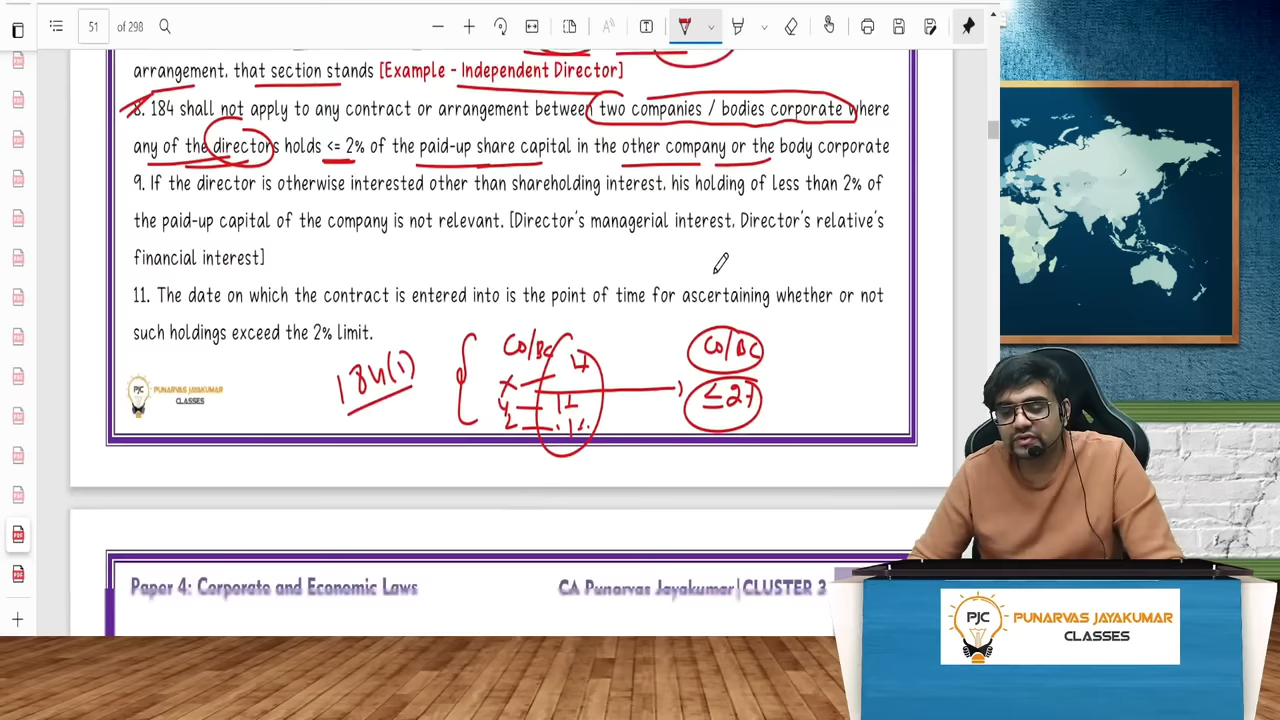 51 of 298
arrangement, that section stands [Example - Independent Director]
8. 184 shall not apply to any contract or arrangement between two companies / bodies corporate where
any of the directors holds <= 2% of the paid-up share capital in the other company or the body corporate
9. If the director is otherwise interested other than shareholding interest, his holding of less than 2% of
the paid-up capital of the company is not relevant. [Director's managerial interest, Director's relative's
financial interest]
11. The date on which the contract is entered into is the point of time for ascertaining whether or not
such holdings exceed the 2% limit.
184(1)
CO/BC
CO/BC
X
Y
Z
.1%
PJC PUNARVAS JAYAKUMAR
CLASSES
Paper 4: Corporate and Economic Laws
CA Punarvas Jayakumar|CLUSTER 3
PJC PUNARVAS JAYAKUMAR
CLASSES